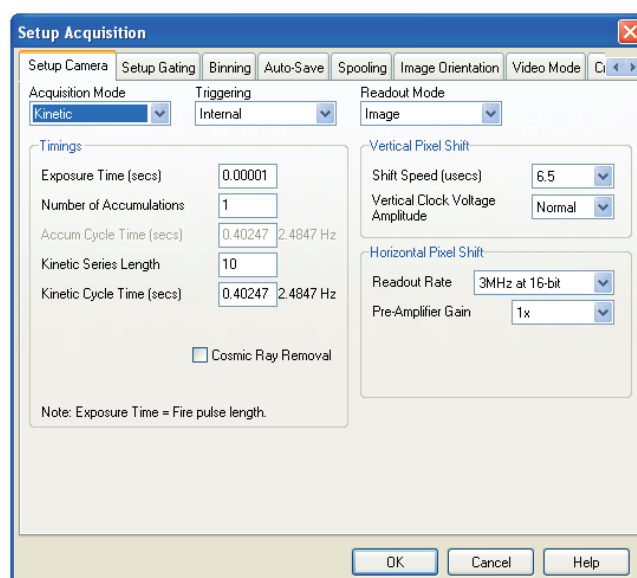 Setup Acquisition
Setup Camera Setup Gating Binning Auto-Save Spooling Image Orientation Video Mode
Acquisition Mode Triggering Readout Mode
Kinetic Internal Image
Timings
Exposure Time (secs) 0.00001
Number of Accumulations 1
Accum Cycle Time (secs) 0.40247 2.4847 Hz
Kinetic Series Length 10
Kinetic Cycle Time (secs) 0.40247 2.4847 Hz
Cosmic Ray Removal
Note: Exposure Time = Fire pulse length.
Vertical Pixel Shift
Shift Speed (usecs) 6.5
Vertical Clock Voltage
Amplitude Normal
Horizontal Pixel Shift
Readout Rate 3MHz at 16-bit
Pre-Amplifier Gain 1x
OK Cancel Help